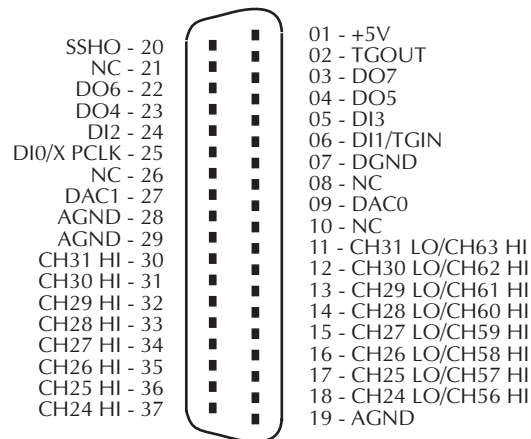 SSHO - 20
NC - 21
DO6 - 22
DO4 - 23
DI2 - 24
DI0/X PCLK - 25
NC - 26
DAC1 - 27
AGND - 28
AGND - 29
CH31 HI - 30
CH30 HI - 31
CH29 HI - 32
CH28 HI - 33
CH27 HI - 34
CH26 HI - 35
CH25 HI - 36
CH24 HI - 37
01 - +5V
02 - TGOUT
03 - DO7
04 - DO5
05 - DI3
06 - DI1/TGIN
07 - DGND
08 - NC
09 - DAC0
10 - NC
11 - CH31 LO/CH63 HI
12 - CH30 LO/CH62 HI
13 - CH29 LO/CH61 HI
14 - CH28 LO/CH60 HI
15 - CH27 LO/CH59 HI
16 - CH26 LO/CH58 HI
17 - CH25 LO/CH57 HI
18 - CH24 LO/CH56 HI
19 - AGND